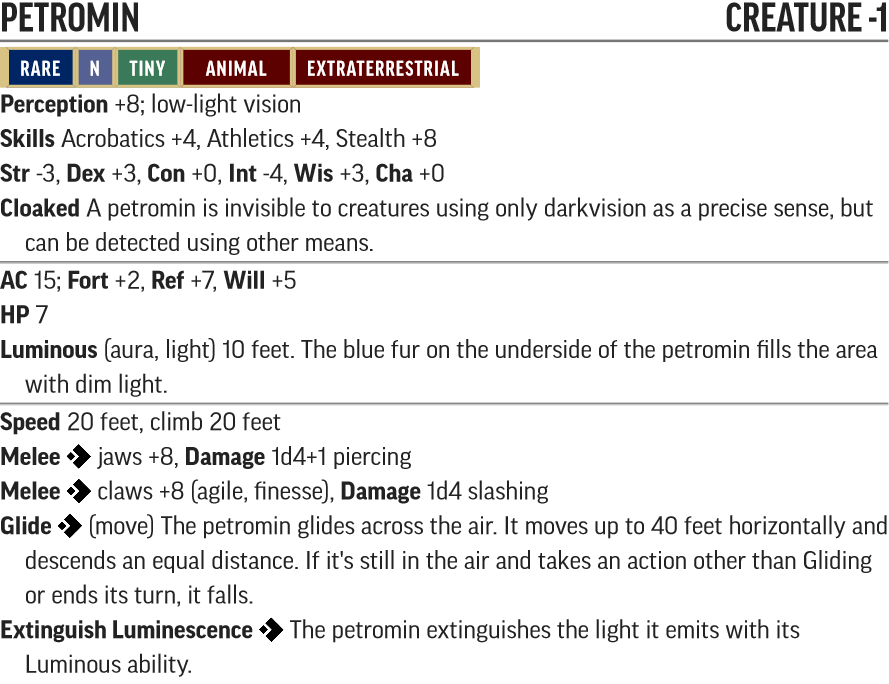 PETROMIN CREATURE -1
RARE N TINY ANIMAL EXTRATERRESTRIAL
Perception +8; low-light vision
Skills Acrobatics +4, Athletics +4, Stealth +8
Str -3, Dex +3, Con +0, Int -4, Wis +3, Cha +0
Cloaked A petromin is invisible to creatures using only darkvision as a precise sense, but
can be detected using other means.
AC 15; Fort +2, Ref +7, Will +5
HP 7
Luminous (aura, light) 10 feet. The blue fur on the underside of the petromin fills the area
with dim light.
Speed 20 feet, climb 20 feet
Melee jaws +8, Damage 1d4+1 piercing
Melee claws +8 (agile, finesse), Damage 1d4 slashing
Glide (move) The petromin glides across the air. It moves up to 40 feet horizontally and
descends an equal distance. If it's still in the air and takes an action other than Gliding
or ends its turn, it falls.
Extinguish Luminescence The petromin extinguishes the light it emits with its
Luminous ability.